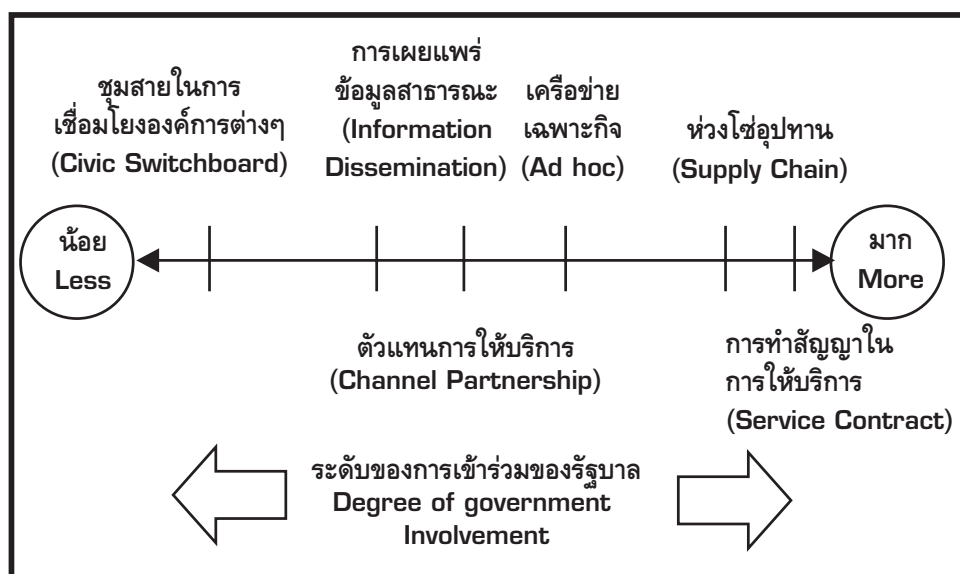 ชุมสายในการ
เชื่อมโยงองค์การต่างๆ
(Civic Switchboard)
การเผยแพร่
ข้อมูลสาธารณะ
(Information
Dissemination)
เครือข่าย
เฉพาะกิจ
(Ad hoc)
ห่วงโซ่อุปทาน
(Supply Chain)
น้อย
Less
มาก
More
ตัวแทนการให้บริการ
(Channel Partnership)
การทำสัญญาใน
การให้บริการ
(Service Contract)
ระดับของการเข้าร่วมของรัฐบาล
Degree of government
Involvement